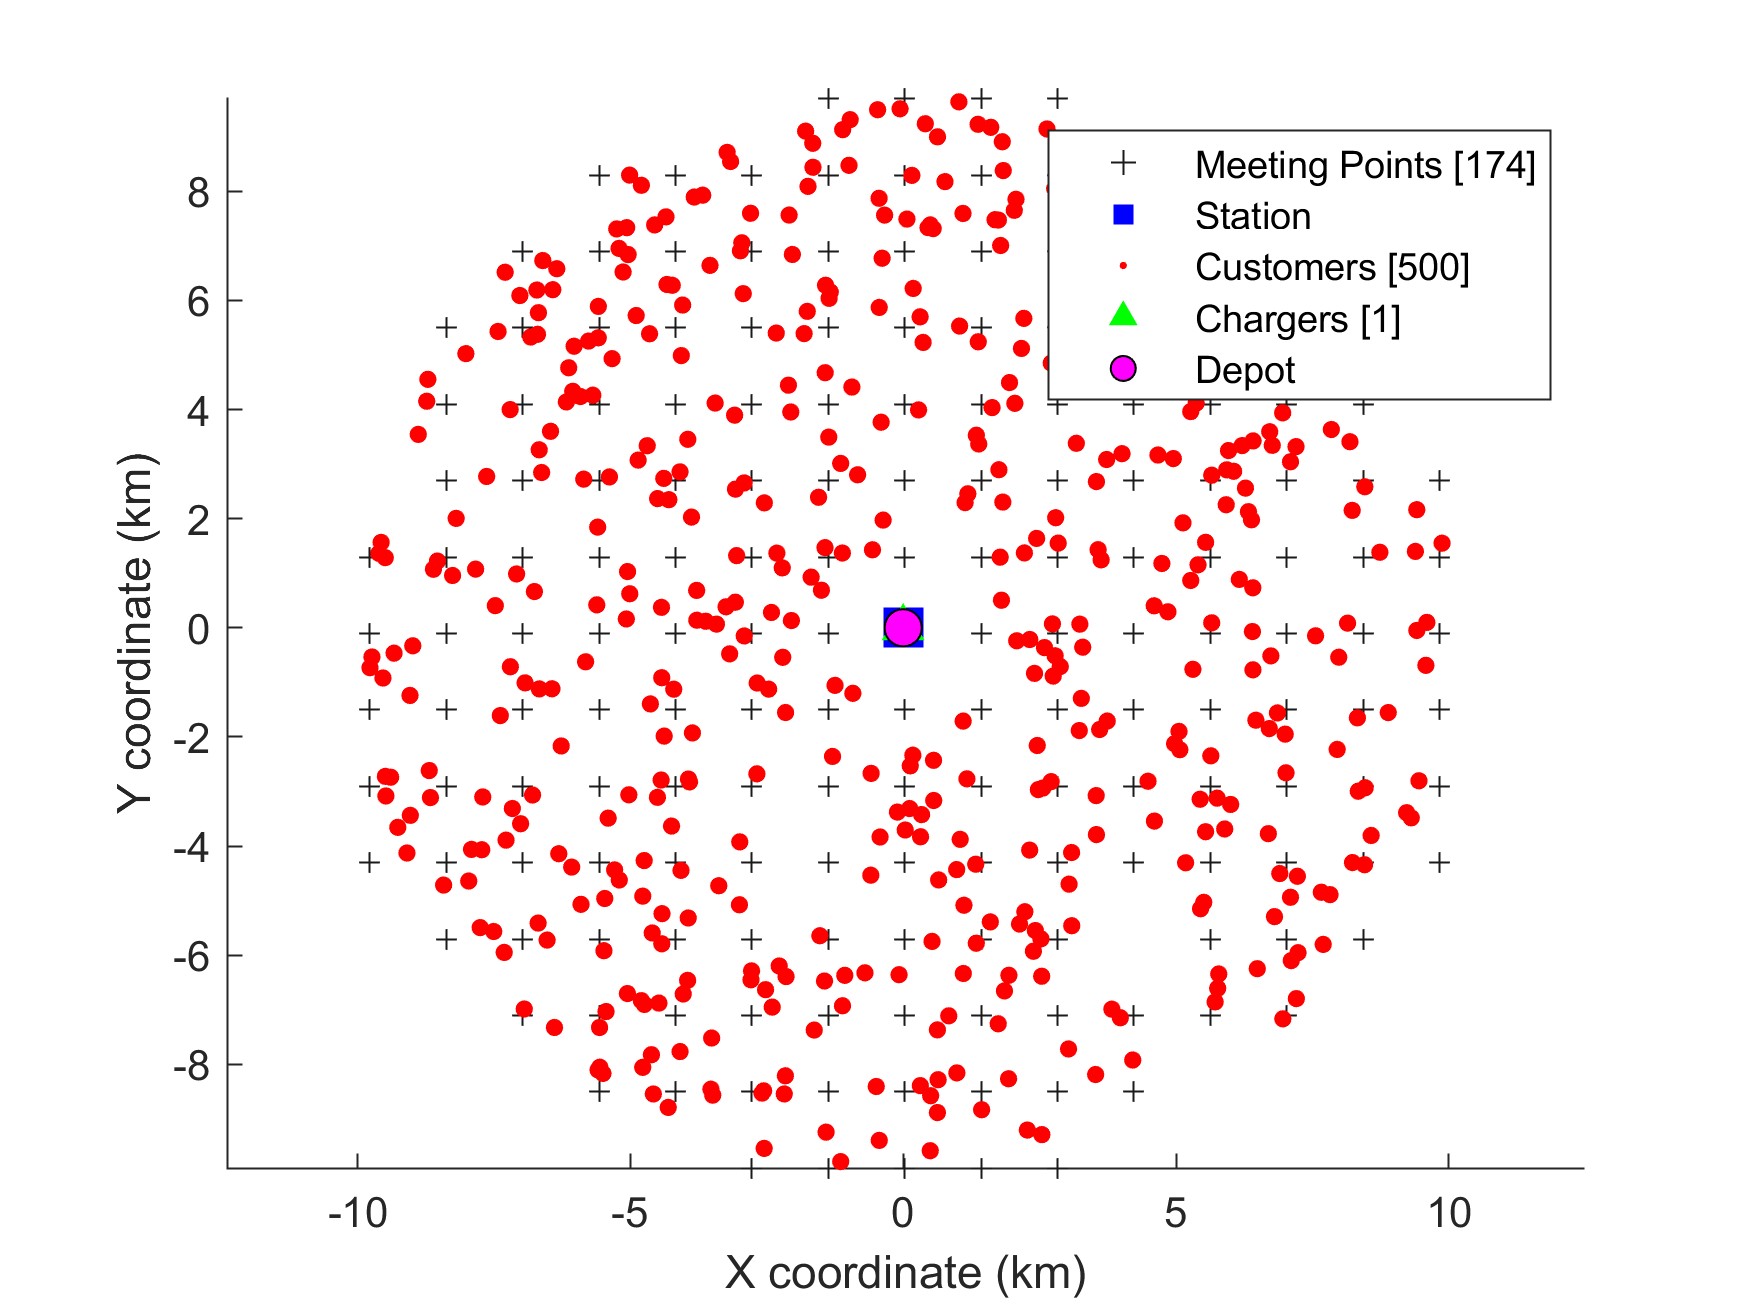 Meeting Points [174]
Station
Customers [500]
Chargers [1]
Depot
8
6
4
2
0
-2
-4
-6
-8
Y coordinate (km)
-10
-5
0
5
10
X coordinate (km)